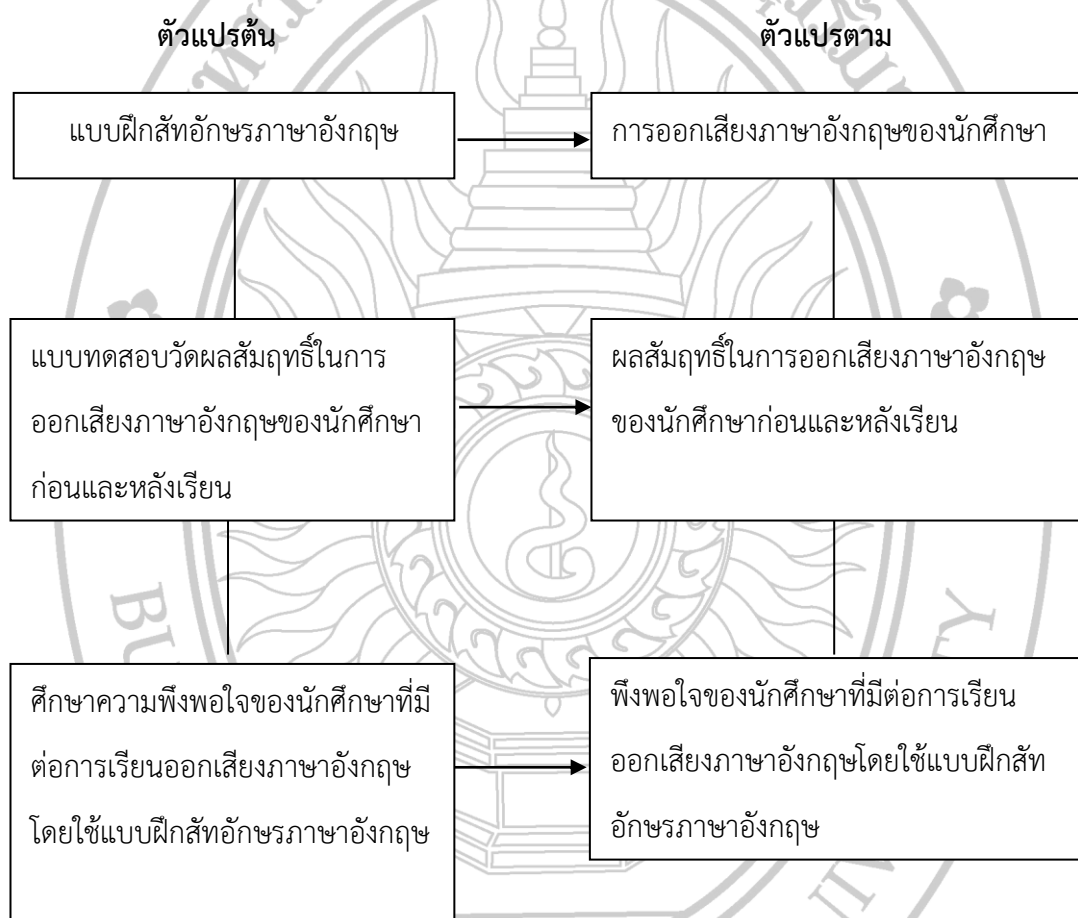 ตัวแปรต้น
ตัวแปรตาม
แบบฝึกสัทอักษรภาษาอังกฤษ
การออกเสียงภาษาอังกฤษของนักศึกษา
แบบทดสอบวัดผลสัมฤทธิ์ในการ
ออกเสียงภาษาอังกฤษของนักศึกษา
ก่อนและหลังเรียน
ผลสัมฤทธิ์ในการออกเสียงภาษาอังกฤษ
ของนักศึกษาก่อนและหลังเรียน
ศึกษาความพึงพอใจของนักศึกษาที่มี
ต่อการเรียนออกเสียงภาษาอังกฤษ
โดยใช้แบบฝึกสัทอักษรภาษาอังกฤษ
พึงพอใจของนักศึกษาที่มีต่อการเรียน
ออกเสียงภาษาอังกฤษโดยใช้แบบฝึกสัท
อักษรภาษาอังกฤษ